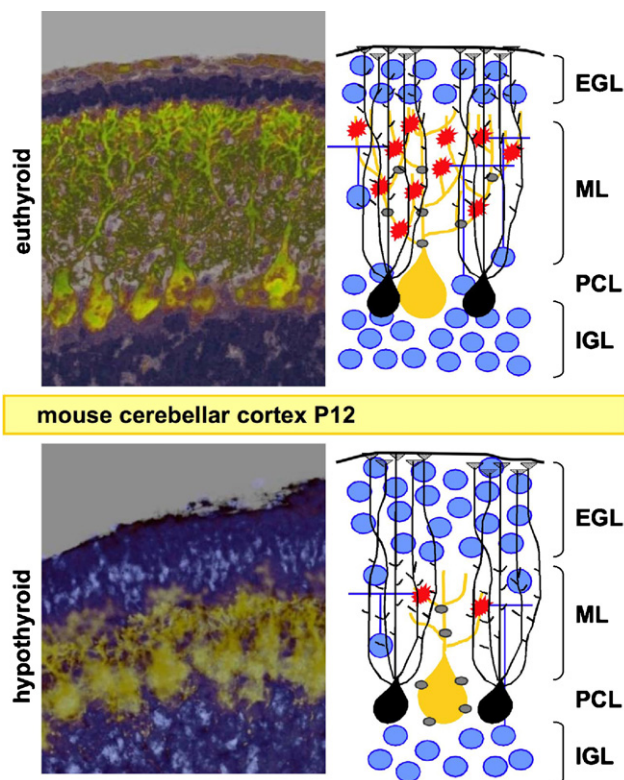 euthyroid
EGL
ML
PCL
IGL
mouse cerebellar cortex P12
hypothyroid
EGL
ML
PCL
IGL